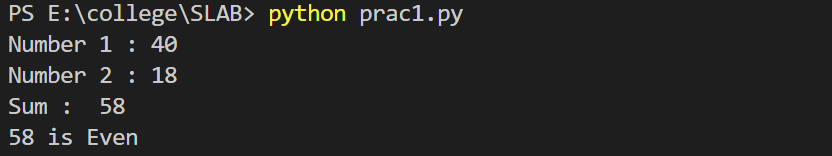 PS E:\college\SLAB> python prac1.py
Number 1 : 40
Number 2 : 18
Sum :  58
58 is Even